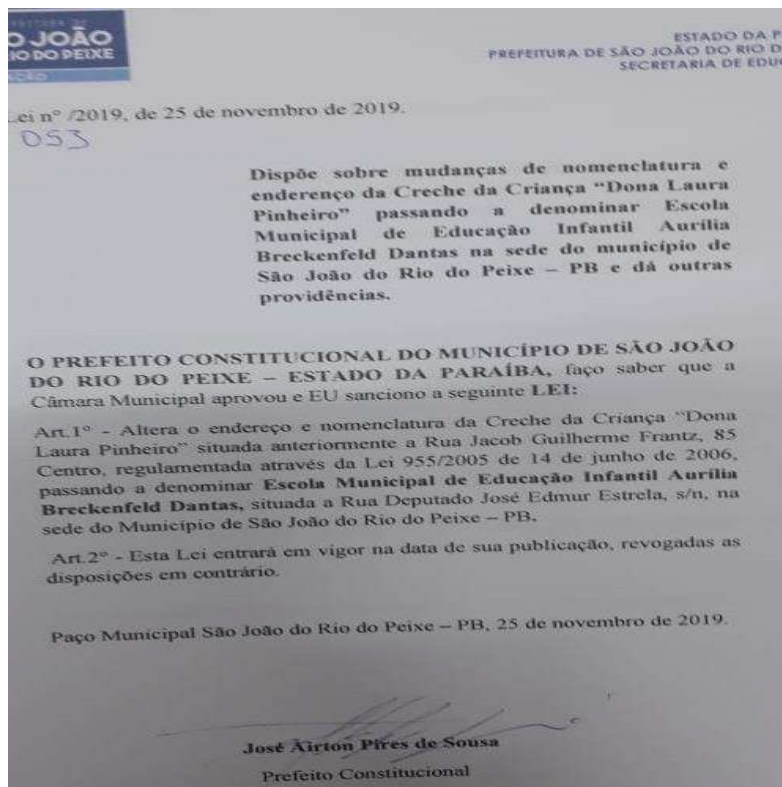 O JOÃO
IO DO PEIXE
ESTADO DA P
PREFEITURA DE SÃO JOÃO DO RIO D
SECRETARIA DE EDU
Lei nº /2019, de 25 de novembro de 2019.
053
Dispõe sobre mudanças de nomenclatura e
enderenço da Creche da Criança “Dona Laura
Pinheiro” passando a denominar Escola
Municipal de Educação Infantil Aurília
Breckenfeld Dantas na sede do município de
São João do Rio do Peixe – PB e dá outras
providências.
O PREFEITO CONSTITUCIONAL DO MUNICÍPIO DE SÃO JOÃO
DO RIO DO PEIXE – ESTADO DA PARAÍBA, faço saber que a
Câmara Municipal aprovou e EU sanciono a seguinte LEI:
Art.1º - Altera o endereço e nomenclatura da Creche da Criança “Dona
Laura Pinheiro” situada anteriormente a Rua Jacob Guilherme Frantz, 85
Centro, regulamentada através da Lei 955/2005 de 14 de junho de 2006,
passando a denominar Escola Municipal de Educação Infantil Aurília
Breckenfeld Dantas, situada a Rua Deputado José Edmur Estrela, s/n, na
sede do Município de São João do Rio do Peixe – PB.
Art.2º - Esta Lei entrará em vigor na data de sua publicação, revogadas as
disposições em contrário.
Paço Municipal São João do Rio do Peixe – PB, 25 de novembro de 2019.
José Airton Pires de Sousa
Prefeito Constitucional